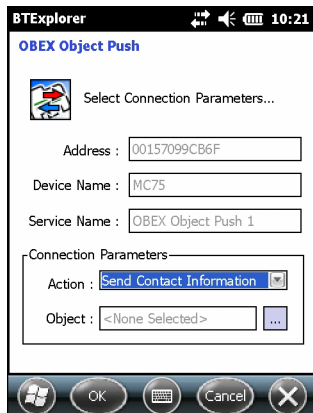 BTExplorer 10:21
OBEX Object Push
Select Connection Parameters...
Address : 00157099CB6F
Device Name : MC75
Service Name : OBEX Object Push 1
Connection Parameters
Action : Send Contact Information
Object : <None Selected> ...
OK Cancel